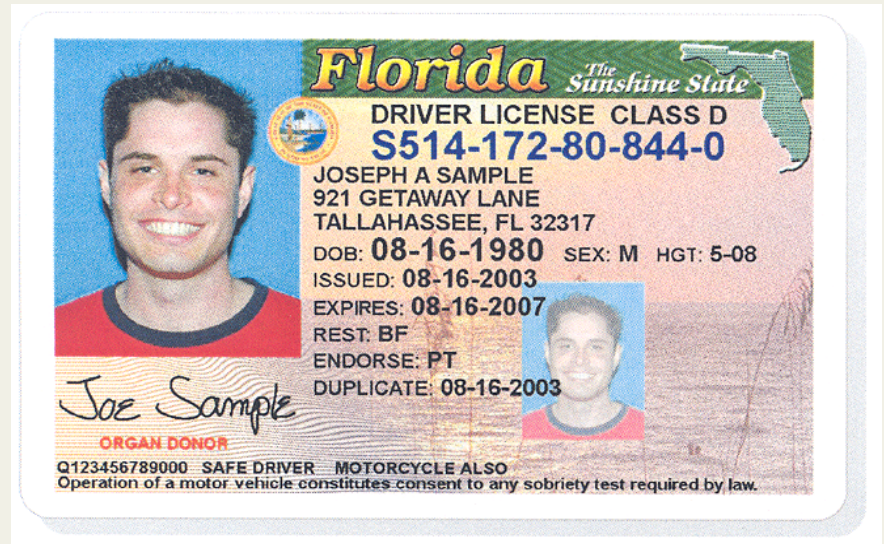 Florida The Sunshine State
DRIVER LICENSE CLASS D
S514-172-80-844-0
JOSEPH A SAMPLE
921 GETAWAY LANE
TALLAHASSEE, FL 32317
DOB: 08-16-1980 SEX: M HGT: 5-08
ISSUED: 08-16-2003
EXPIRES: 08-16-2007
REST: BF
ENDORSE: PT
DUPLICATE: 08-16-2003
Joe Sample
ORGAN DONOR
Q123456789000 SAFE DRIVER MOTORCYCLE ALSO
Operation of a motor vehicle constitutes consent to any sobriety test required by law.